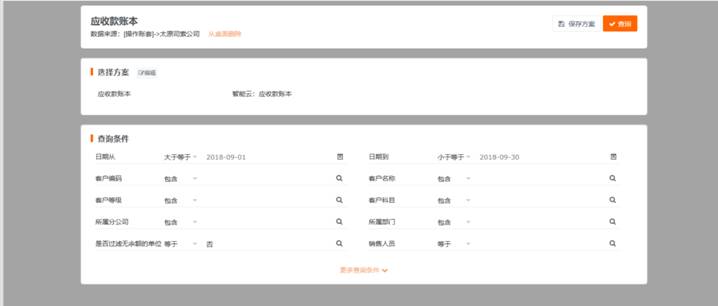 应收款账本
保存方案
查询
数据来源：[操作账套]->太原司索公司 从桌面删除
选择方案 编辑
应收款账本 智能云：应收款账本
查询条件
日期从 大于等于 2018-09-01 日期到 小于等于 2018-09-30
客户编码 包含 客户名称 包含
客户等级 包含 客户科目 包含
所属分公司 包含 所属部门 包含
是否过滤无余额的单位 等于 否 销售人员 等于
更多查询条件